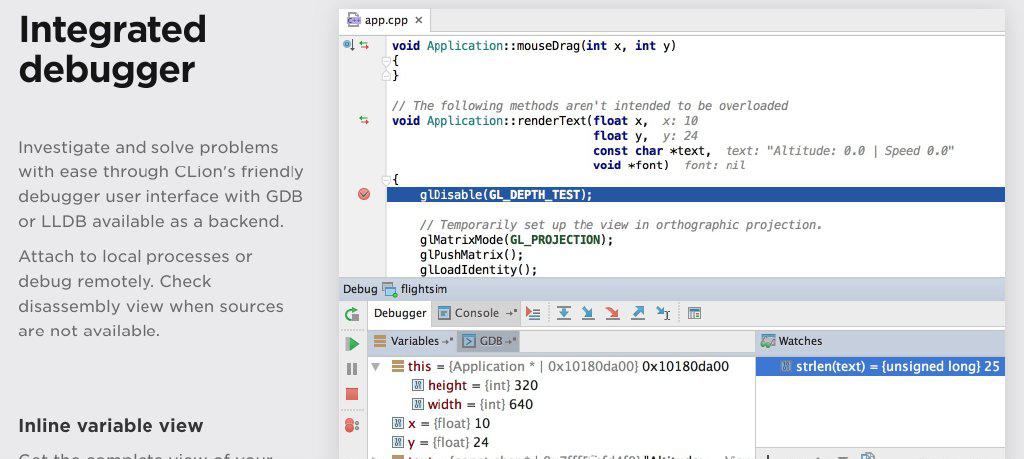 Integrated
debugger
Investigate and solve problems
with ease through CLion's friendly
debugger user interface with GDB
or LLDB available as a backend.
Attach to local processes or
debug remotely. Check
disassembly view when sources
are not available.
Inline variable view
app.cpp
void Application::mouseDrag(int x, int y)
{
}
// The following methods aren't intended to be overloaded
void Application::renderText(float x, x: 10
float y, y: 24
const char *text, text: "Altitude: 0.0 | Speed 0.0"
void *font) font: nil
{
glDisable(GL_DEPTH_TEST);
// Temporarily set up the view in orthographic projection.
glMatrixMode(GL_PROJECTION);
glPushMatrix();
glLoadIdentity();
Debug flightsim
Debugger Console
Variables GDB Watches
this = {Application * | 0x10180da00} 0x10180da00
height = {int} 320
width = {int} 640
x = {float} 10
y = {float} 24
strlen(text) = {unsigned long} 25